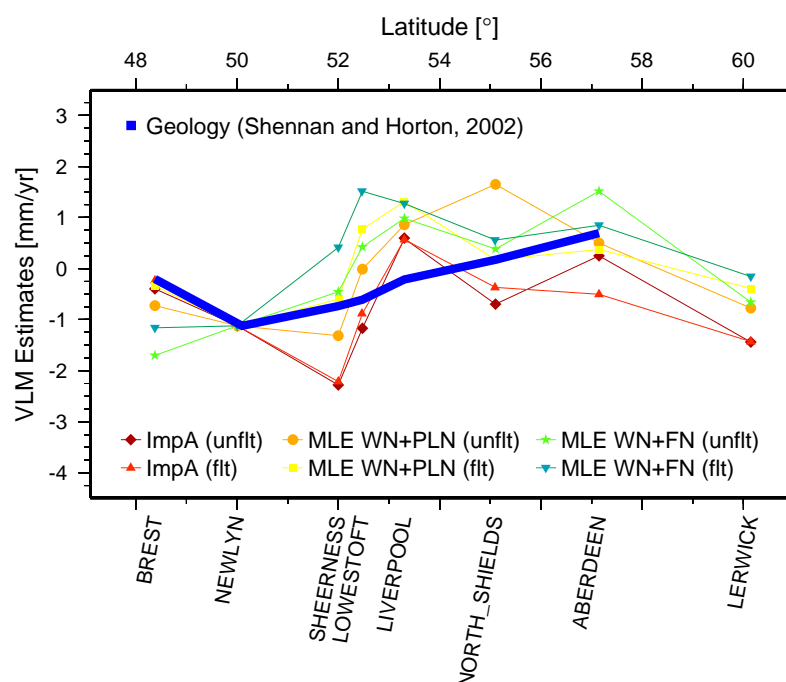 Latitude [°]
48 50 52 54 56 58 60
VLM Estimates [mm/yr]
3
2
1
0
-1
-2
-3
-4
Geology (Shennan and Horton, 2002)
ImpA (unflt) MLE WN+PLN (unflt) MLE WN+FN (unflt)
ImpA (flt) MLE WN+PLN (flt) MLE WN+FN (flt)
BREST
NEWLYN
SHEERNESS
LOWESTOFT
LIVERPOOL
NORTH_SHIELDS
ABERDEEN
LERWICK